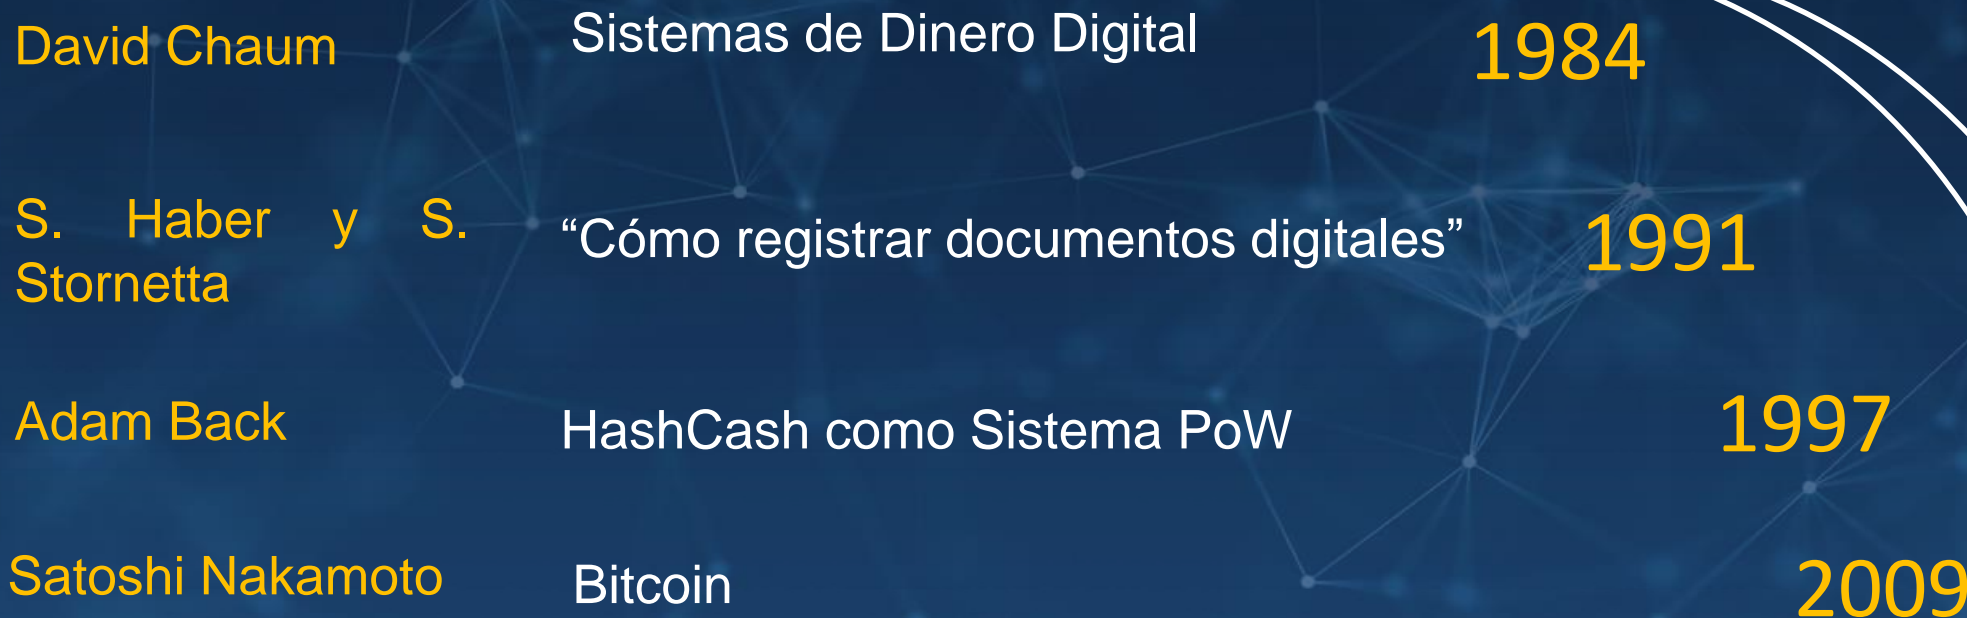 David Chaum
Sistemas de Dinero Digital
1984
S. Haber y S.
Stornetta
“Cómo registrar documentos digitales”
1991
Adam Back
HashCash como Sistema PoW
1997
Satoshi Nakamoto
Bitcoin
2009